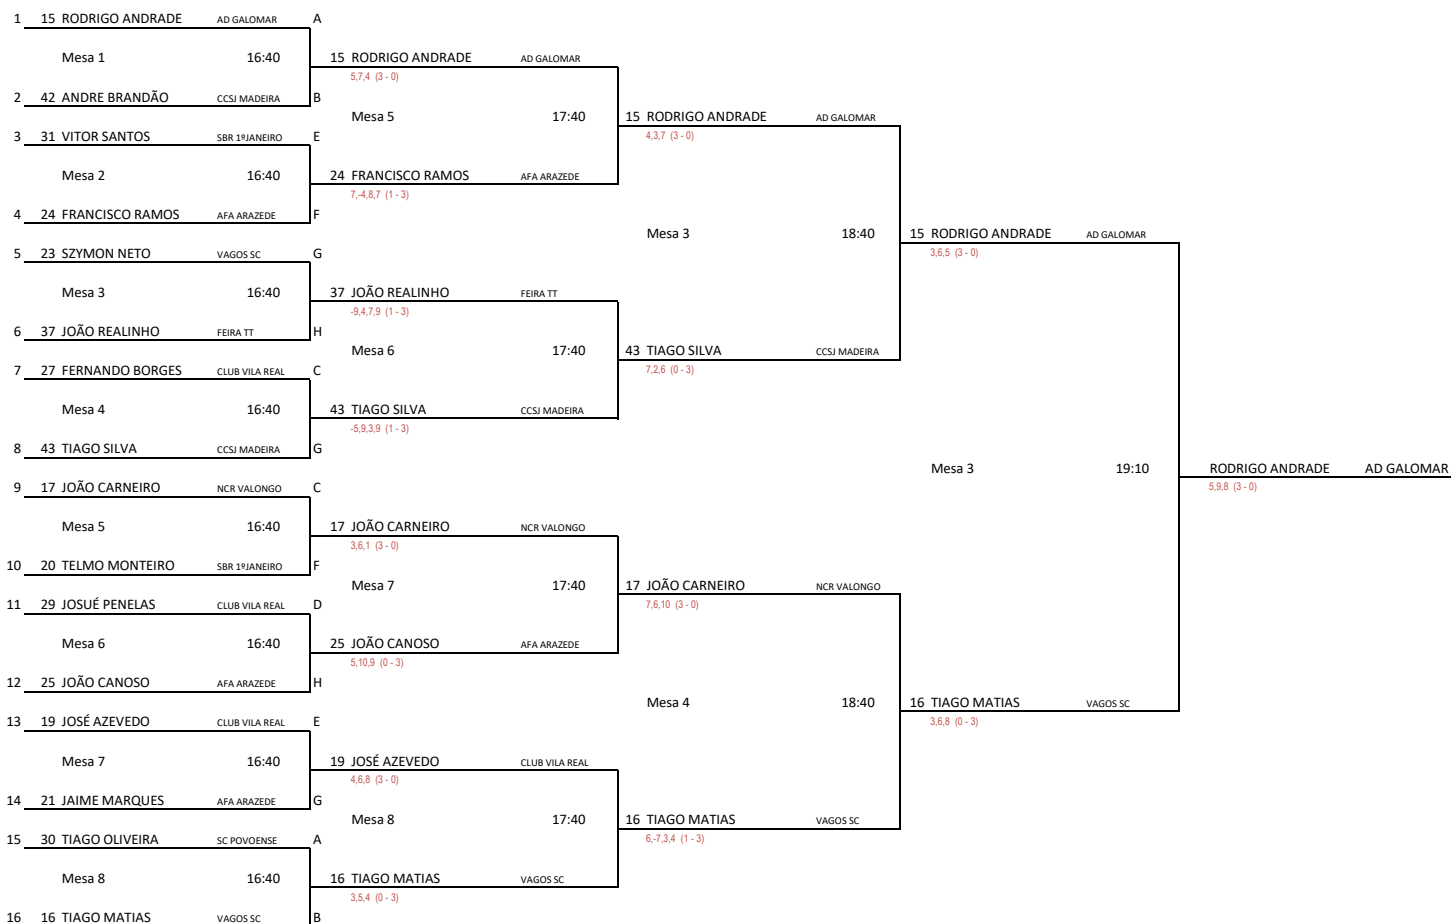 1 15 RODRIGO ANDRADE AD GALOMAR A
Mesa 1 16:40 15 RODRIGO ANDRADE AD GALOMAR
5,7,4 (3 - 0)
2 42 ANDRE BRANDÃO CCSJ MADEIRA B
Mesa 5 17:40 15 RODRIGO ANDRADE AD GALOMAR
3 31 VITOR SANTOS SBR 1ºJANEIRO E
4,3,7 (3 - 0)
Mesa 2 16:40 24 FRANCISCO RAMOS AFA ARAZEDE
7,-4,8,7 (1 - 3)
4 24 FRANCISCO RAMOS AFA ARAZEDE F
Mesa 3 18:40 15 RODRIGO ANDRADE AD GALOMAR
5 23 SZYMON NETO VAGOS SC G
3,6,5 (3 - 0)
Mesa 3 16:40 37 JOÃO REALINHO FEIRA TT
-9,4,7,9 (1 - 3)
6 37 JOÃO REALINHO FEIRA TT H
Mesa 6 17:40 43 TIAGO SILVA CCSJ MADEIRA
7 27 FERNANDO BORGES CLUB VILA REAL C
7,2,6 (0 - 3)
Mesa 4 16:40 43 TIAGO SILVA CCSJ MADEIRA
-5,9,3,9 (1 - 3)
8 43 TIAGO SILVA CCSJ MADEIRA G
Mesa 3 19:10 RODRIGO ANDRADE AD GALOMAR
9 17 JOÃO CARNEIRO NCR VALONGO C
5,9,8 (3 - 0)
Mesa 5 16:40 17 JOÃO CARNEIRO NCR VALONGO
3,6,1 (3 - 0)
10 20 TELMO MONTEIRO SBR 1ºJANEIRO F
Mesa 7 17:40 17 JOÃO CARNEIRO NCR VALONGO
11 29 JOSUÉ PENELAS CLUB VILA REAL D
7,6,10 (3 - 0)
Mesa 6 16:40 25 JOÃO CANOSO AFA ARAZEDE
5,10,9 (0 - 3)
12 25 JOÃO CANOSO AFA ARAZEDE H
Mesa 4 18:40 16 TIAGO MATIAS VAGOS SC
13 19 JOSÉ AZEVEDO CLUB VILA REAL E
3,6,8 (0 - 3)
Mesa 7 16:40 19 JOSÉ AZEVEDO CLUB VILA REAL
4,6,8 (3 - 0)
14 21 JAIME MARQUES AFA ARAZEDE G
Mesa 8 17:40 16 TIAGO MATIAS VAGOS SC
15 30 TIAGO OLIVEIRA SC POVOENSE A
6,-7,3,4 (1 - 3)
Mesa 8 16:40 16 TIAGO MATIAS VAGOS SC
3,5,4 (0 - 3)
16 16 TIAGO MATIAS VAGOS SC B